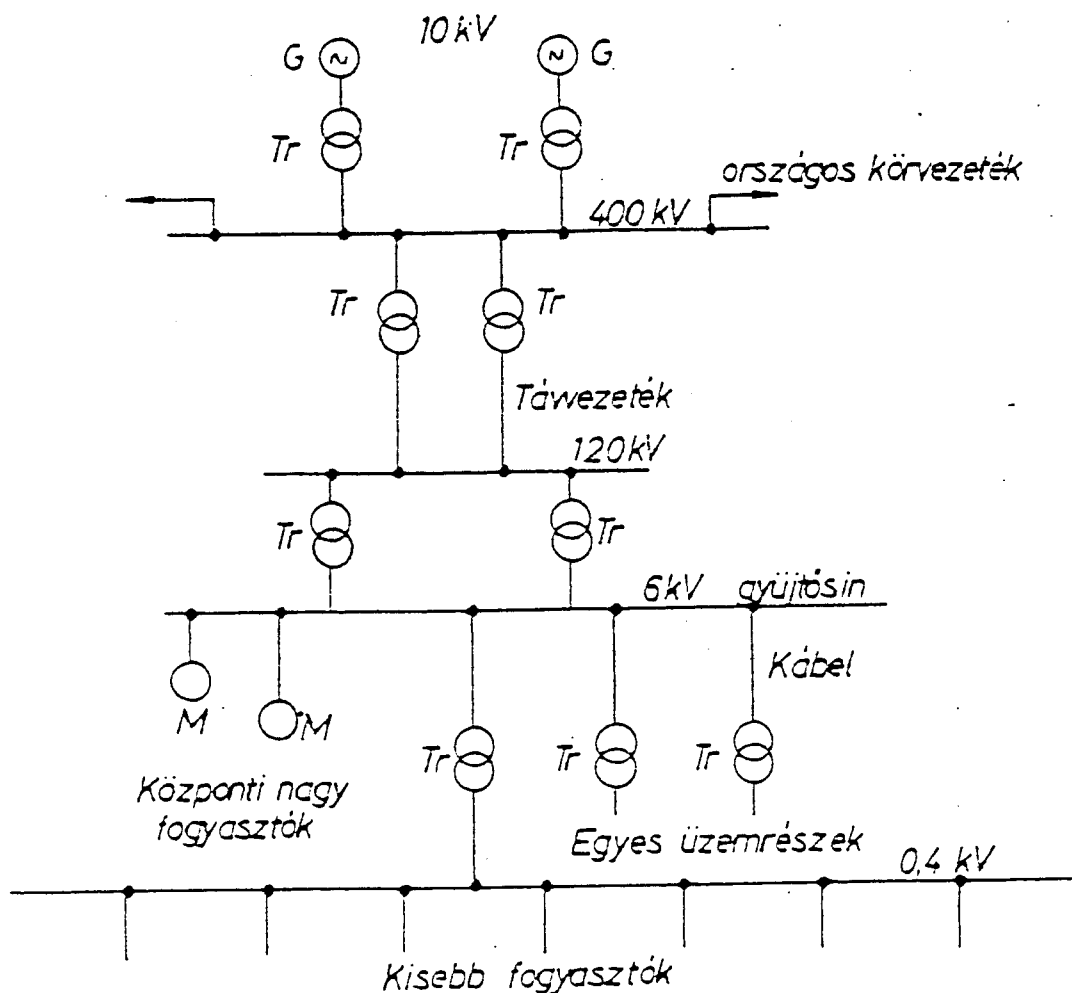 10 kV
G ~ ~ G
Tr Tr
országos körvezeték
400 kV
Tr Tr
Távvezeték
120 kV
Tr Tr
6 kV gyüjtősin
Kábel
M M
Tr Tr Tr
Központi nagy
fogyasztók
Egyes üzemrészek
0,4 kV
Kisebb fogyasztók